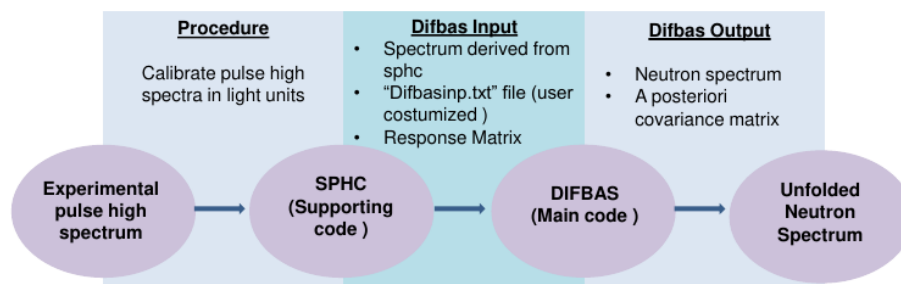 Procedure
Calibrate pulse high
spectra in light units
Difbas Input
• Spectrum derived from
sphc
• “Difbasinp.txt” file (user
costumized )
• Response Matrix
Difbas Output
• Neutron spectrum
• A posteriori
covariance matrix
Experimental
pulse high
spectrum
SPHC
(Supporting
code )
DIFBAS
(Main code )
Unfolded
Neutron
Spectrum